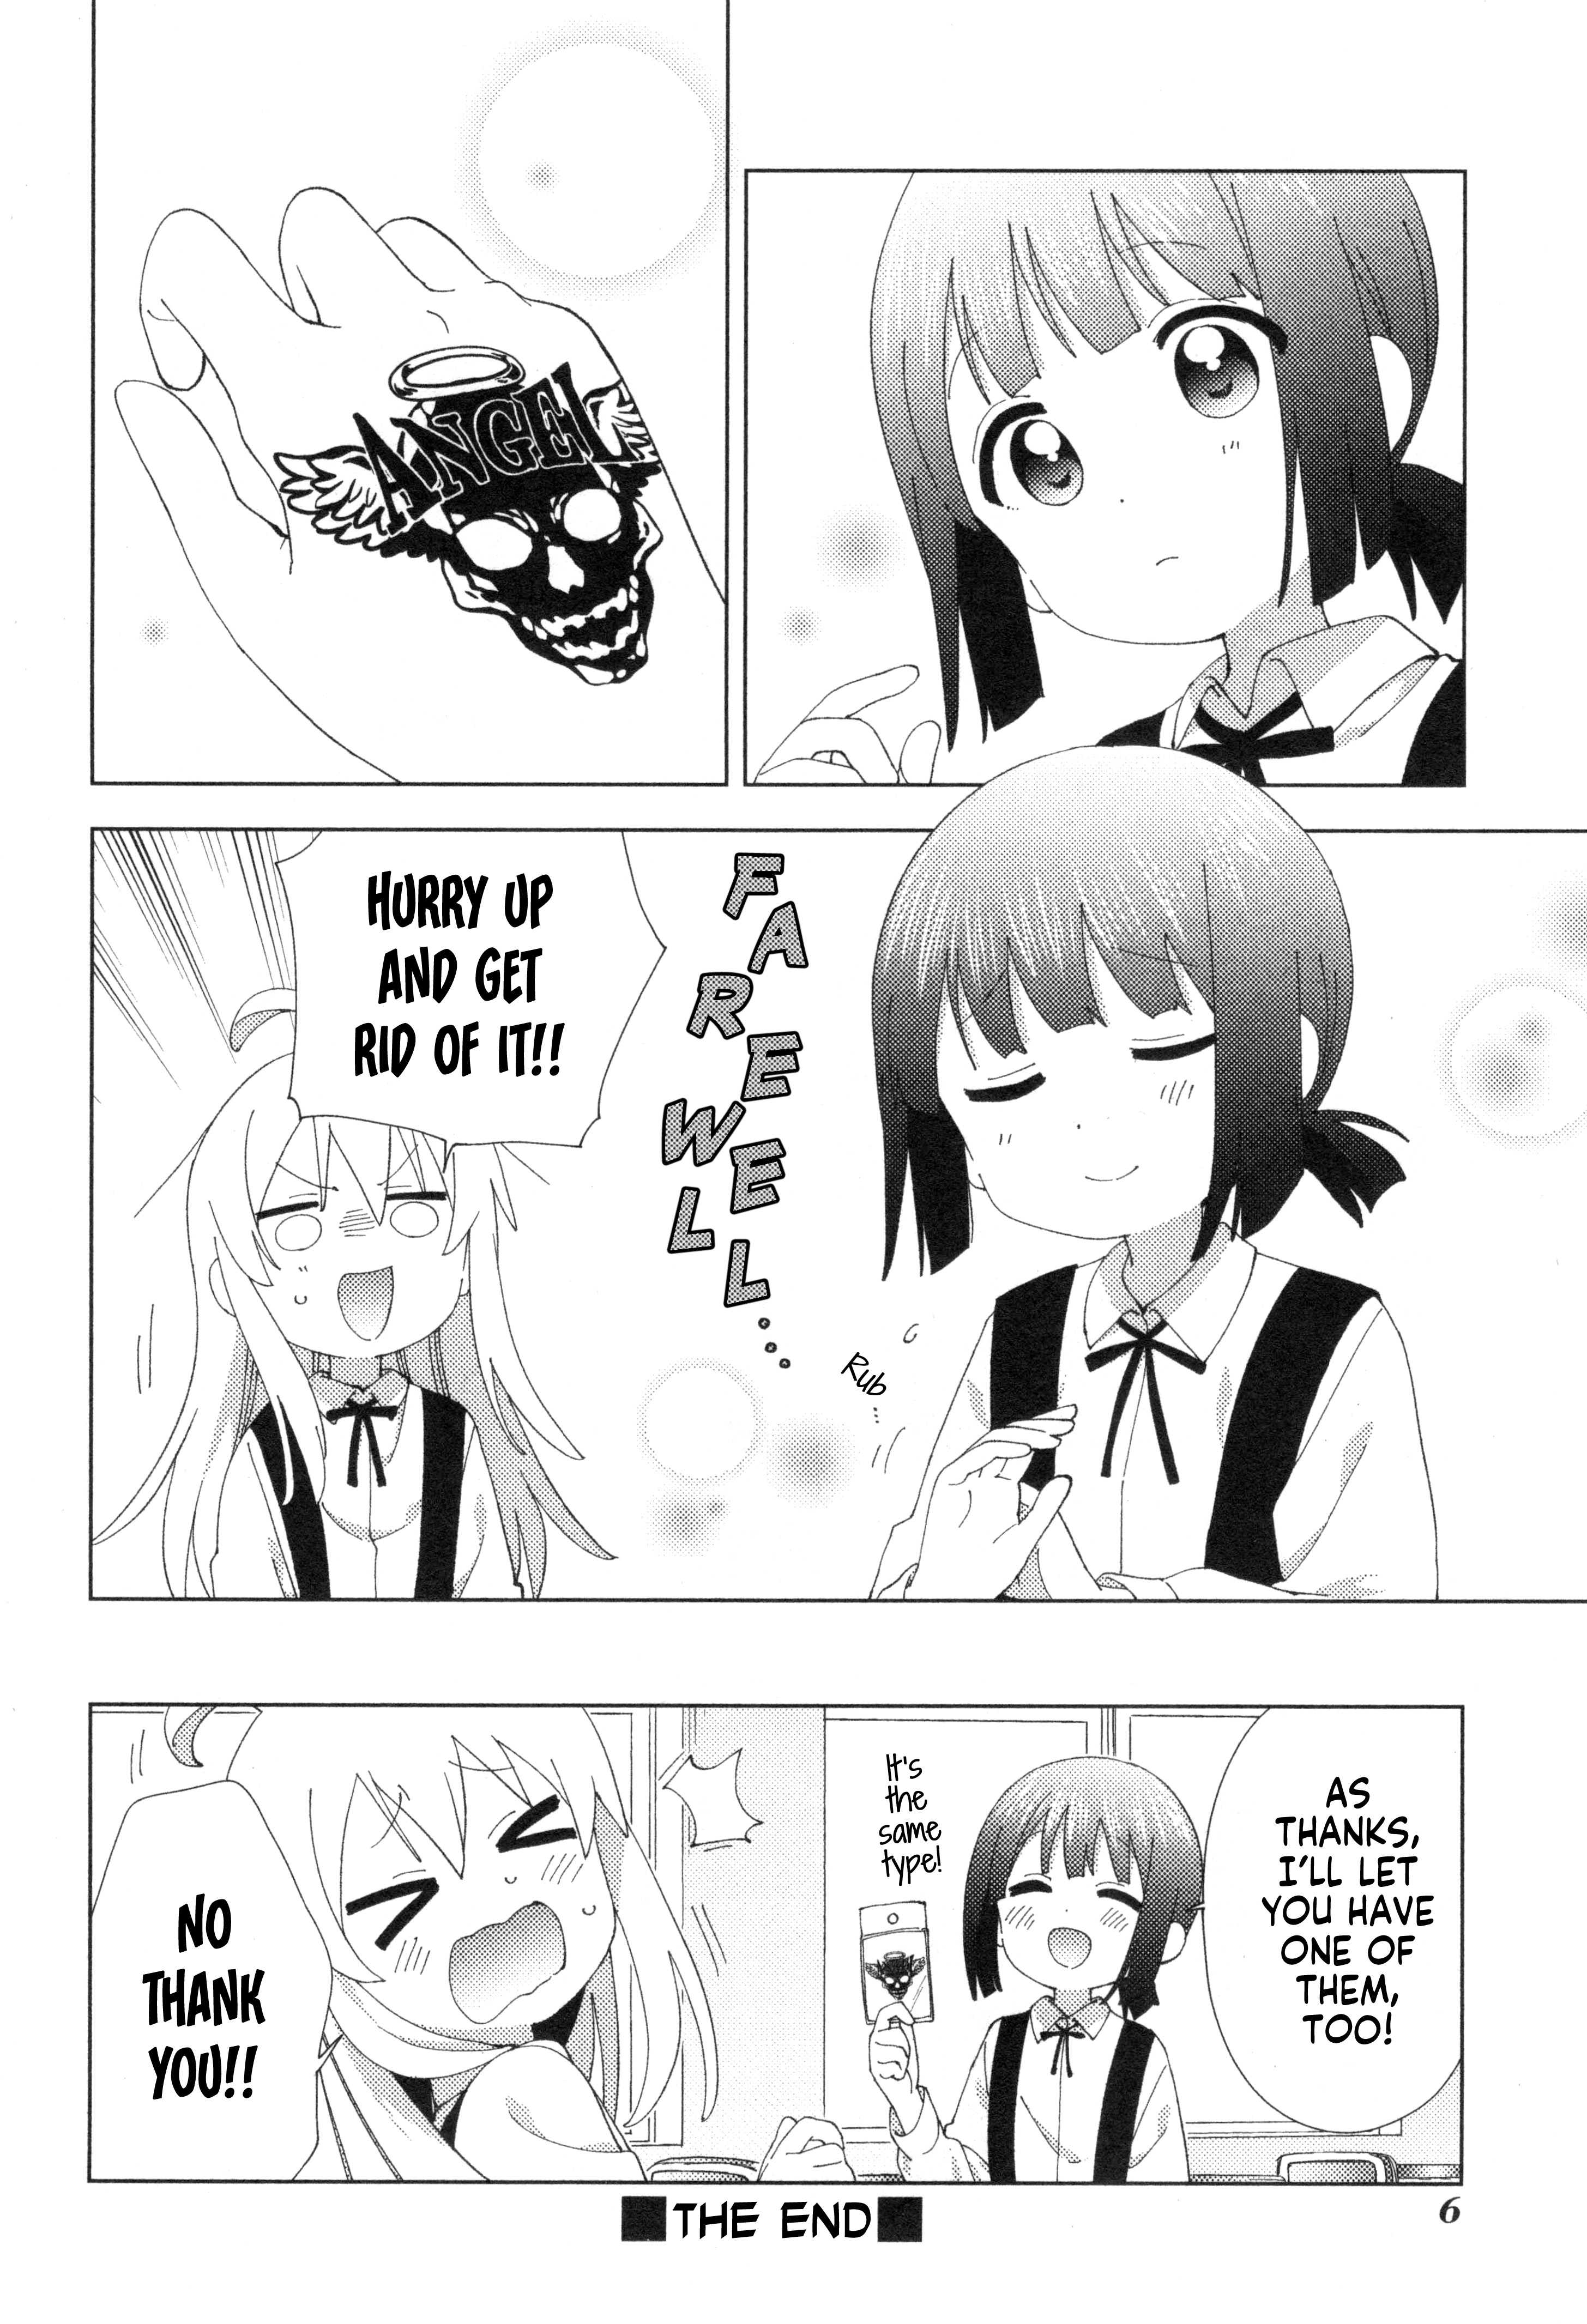 ANGEL
FAREWELL...
HURRY UP
AND GET
RID OF IT!!
Rub
...
AS
THANKS,
I'LL LET
YOU HAVE
ONE OF
THEM,
TOO!
It's
the
same
type!
NO
THANK
YOU!!
THE END
6